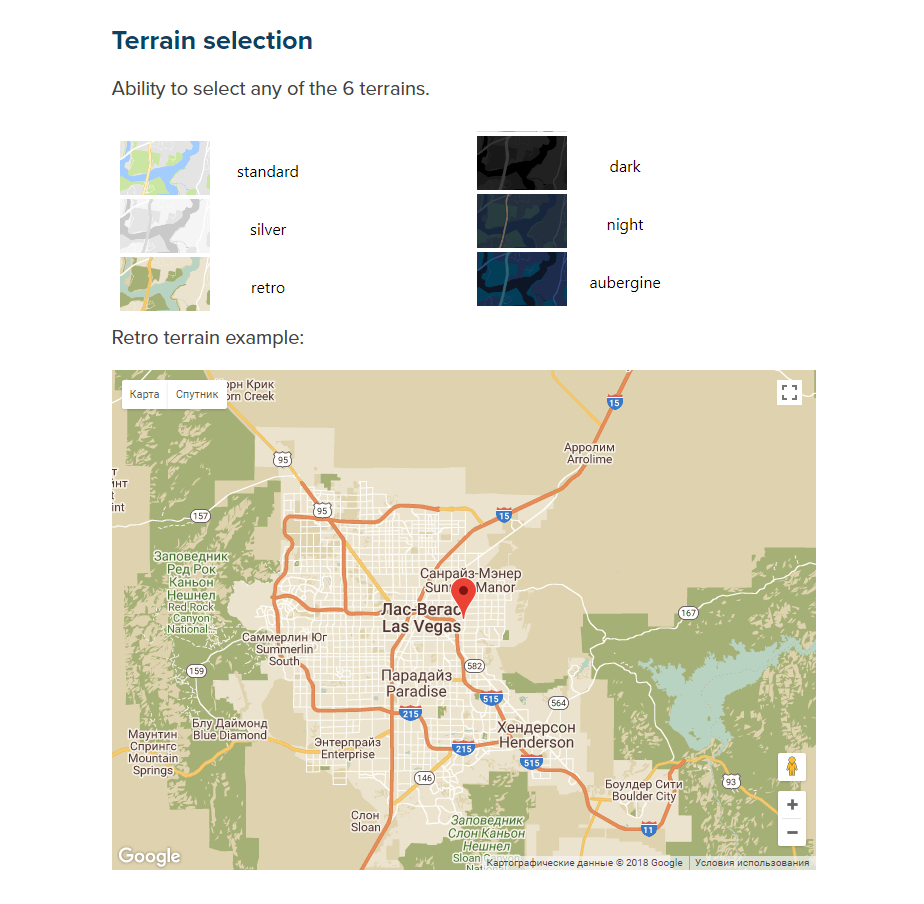 Terrain selection
Ability to select any of the 6 terrains.
standard
silver
retro
dark
night
aubergine
Retro terrain example:
Карта
Спутник
орн Крик
orn Creek
15
Арролим
Arrolime
95
95
157
15
Заповедник
Ред Рок
Каньон
Нешнел
Red Rock
Canyon
National...
Санрайз-Мэнер
Manor
Лас-Вегас
Las Vegas
167
Саммерлин Юг
Summerlin
South
159
582
Парадайз
Paradise
515
564
215
Блу Даймонд
Blue Diamond
Маунтин
Спрингс
Mountain
Springs
Энтерпрайз
Enterprise
215
Хендерсон
Henderson
515
146
93
Боулдер Сити
Boulder City
Слон
Sloan
11
Заповедник
Слон Каньон
Нешнел
Sloan
Google
Картографические данные © 2018 Google
Условия использования